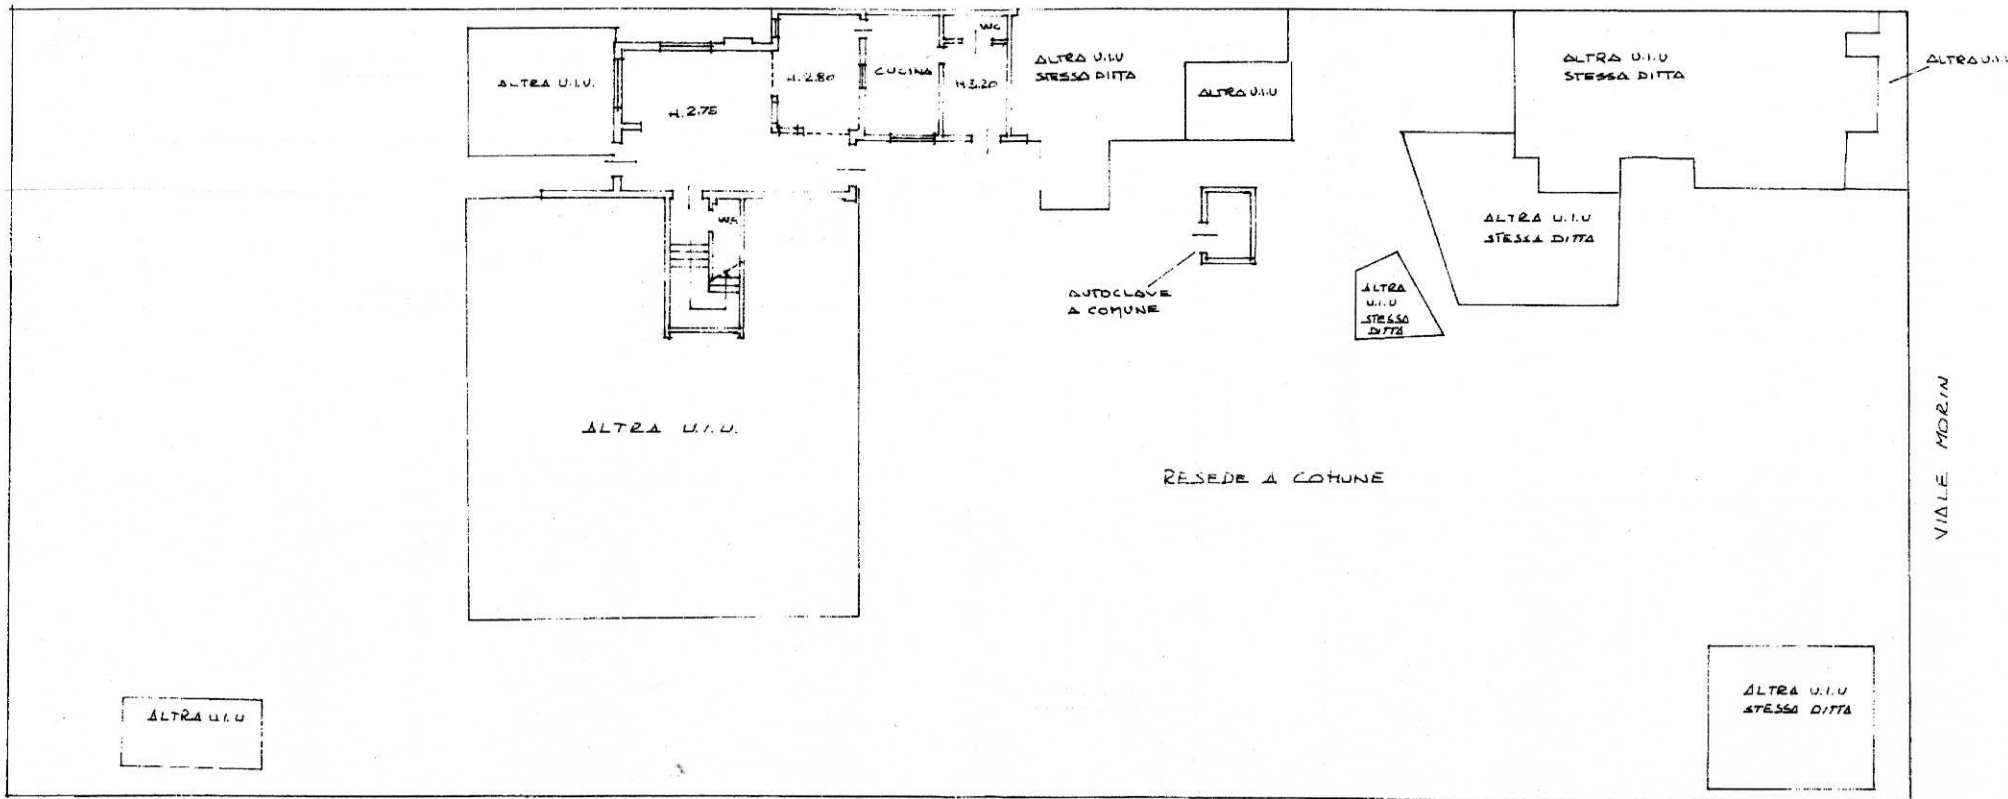 WC
ALTRA U.I.U.
H. 2.75
H. 2.80
CUCINA
H 3.20
ALTRA U.I.U
STESSA DITTA
ALTRA U.I.U
ALTRA U.I.U
STESSA DITTA
ALTRA U.I.U
WC
ALTRA U.I.U
STESSA DITTA
AUTOCLAVE
A COMUNE
ALTRA
U.I.U
STESSA
DITTA
ALTRA U.I.U.
RESEDE A COMUNE
VIALE MORIN
ALTRA U.I.U
ALTRA U.I.U
STESSA DITTA